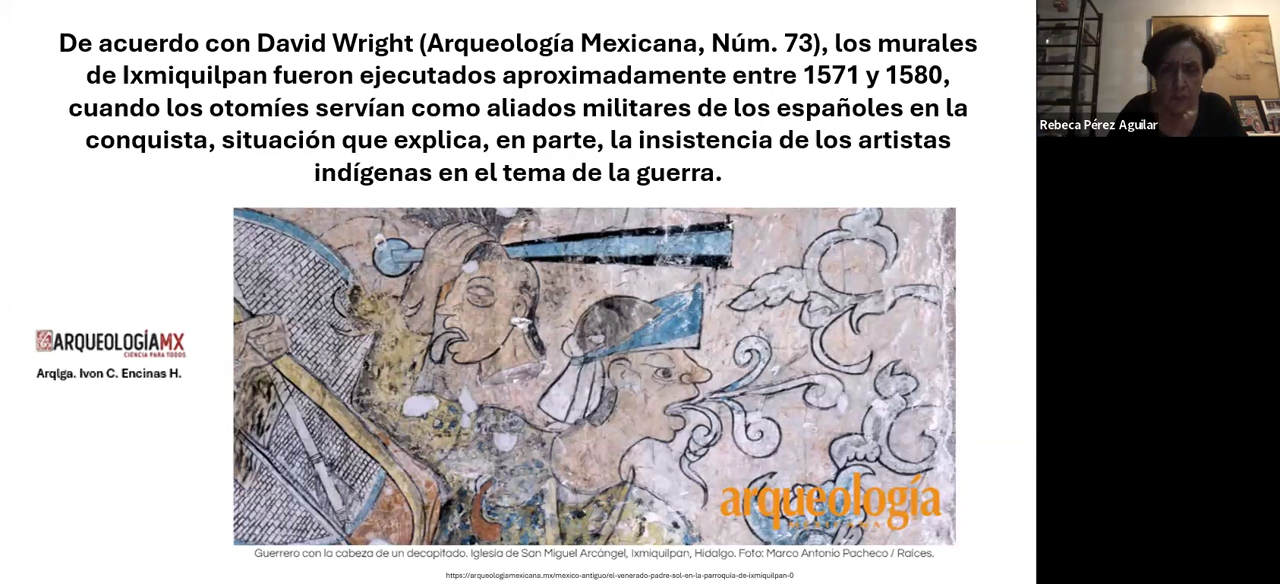 De acuerdo con David Wright (Arqueología Mexicana, Núm. 73), los murales
de Ixmiquilpan fueron ejecutados aproximadamente entre 1571 y 1580,
cuando los otomíes servían como aliados militares de los españoles en la
conquista, situación que explica, en parte, la insistencia de los artistas
indígenas en el tema de la guerra.
Rebeca Pérez Aguilar
ARQUEOLOGÍAMX
CIENCIA PARA TODOS
Arqlga. Ivon C. Encinas H.
arqueología
MEXICANA
Guerrero con la cabeza de un decapitado. Iglesia de San Miguel Arcángel, Ixmiquilpan, Hidalgo. Foto: Marco Antonio Pacheco / Raíces.
https://arqueologiamexicana.mx/mexico-antiguo/el-venerado-padre-sol-en-la-parroquia-de-ixmiquilpan-0